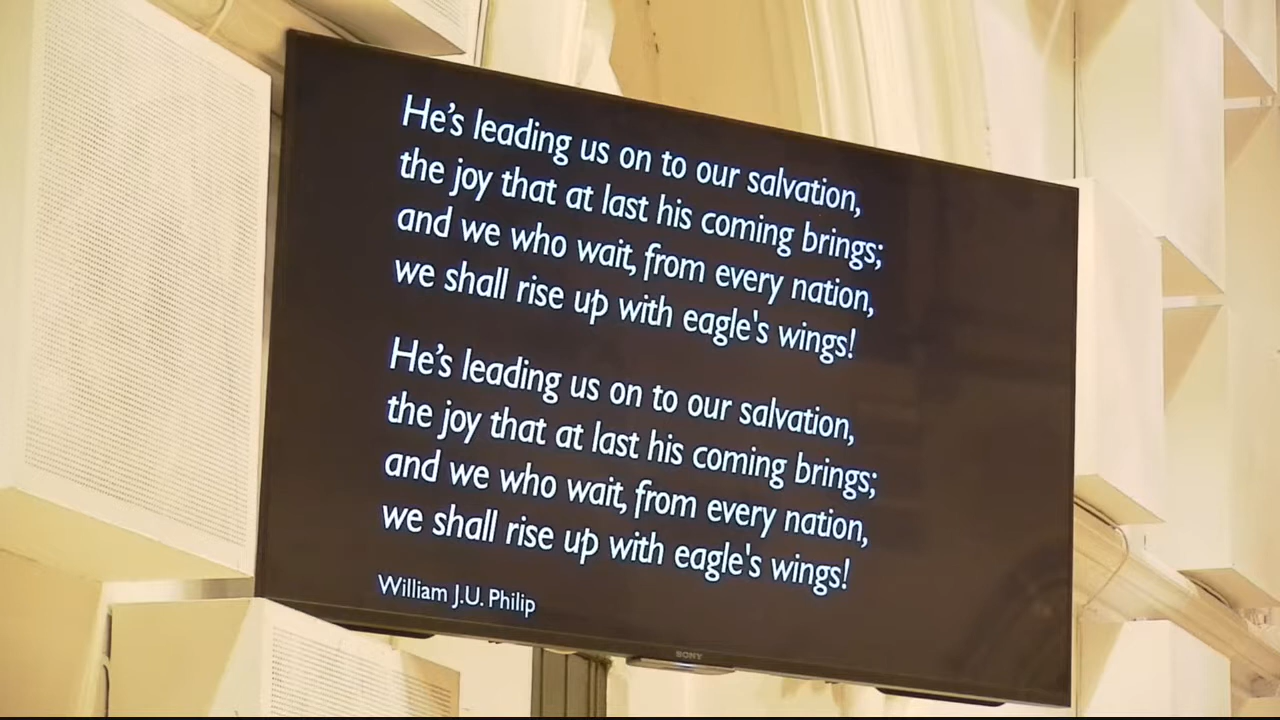 He’s leading us on to our salvation,
the joy that at last his coming brings;
and we who wait, from every nation,
we shall rise up with eagle's wings!
He’s leading us on to our salvation,
the joy that at last his coming brings;
and we who wait, from every nation,
we shall rise up with eagle's wings!
William J.U. Philip
SONY